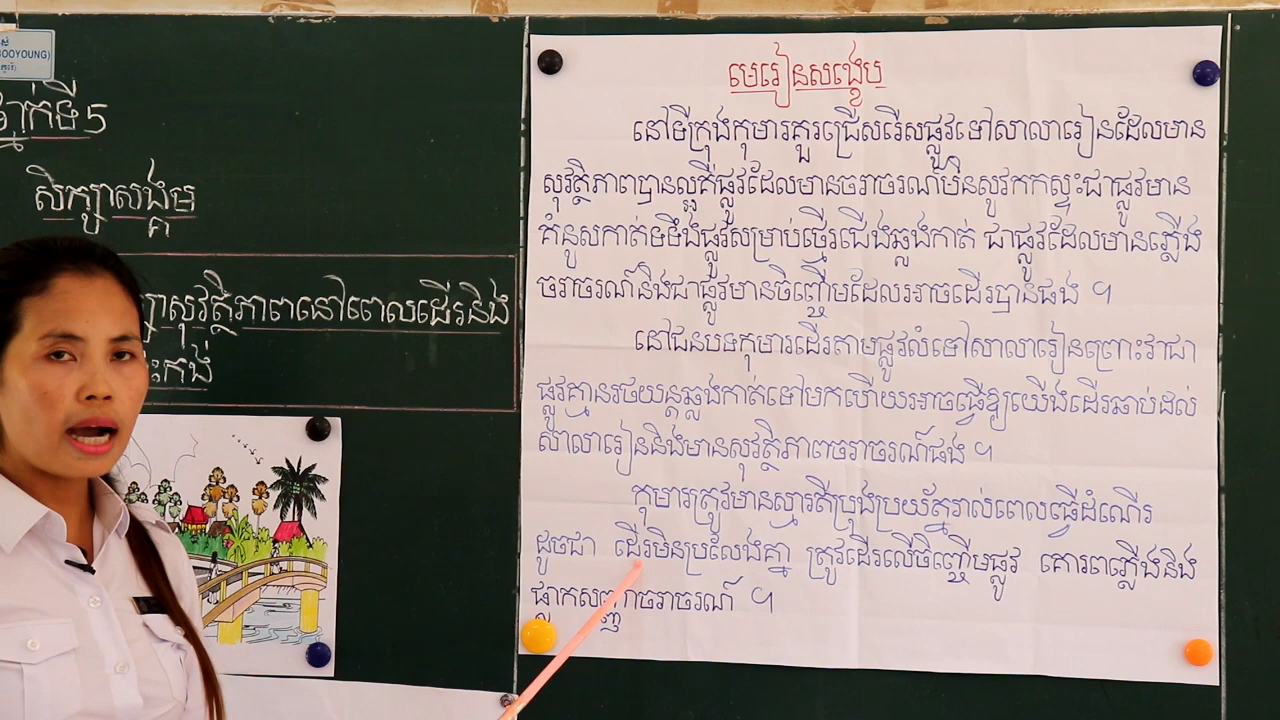 (BOOYOUNG)
ថ្នាក់ទី5
សិក្សាសង្គម
សុវត្ថិភាពនៅពេលដើរនិង
ះកង់
មេរៀនសង្ខេប
នៅទីក្រុងកុមារគួរជ្រើសរើសផ្លូវទៅសាលារៀនដែលមាន
សុវត្ថិភាពបានល្អគឺផ្លូវដែលមានចរាចរណ៍មិនសូវកកស្ទះជាផ្លូវមាន
គំនូសកាត់ទទឹងផ្លូវសម្រាប់ថ្មើរជើងឆ្លងកាត់ ជាផ្លូវដែលមានភ្លើង
ចរាចរណ៍និងជាផ្លូវមានចិញ្ចើមដែលអាចដើរបានផង ។
នៅជនបទកុមារដើរតាមផ្លូវលំទៅសាលារៀនព្រោះវាជា
ផ្លូវគ្មានរថយន្តឆ្លងកាត់ទៅមកហើយអាចធ្វើឱ្យយើងដើរឆាប់ដល់
សាលារៀននិងមានសុវត្ថិភាពចរាចរណ៍ផង ។
កុមារត្រូវមានស្មារតីប្រុងប្រយ័ត្នរាល់ពេលធ្វើដំណើរ
ដូចជា ដើរមិនប្រលែងគ្នា ត្រូវដើរលើចិញ្ចើមផ្លូវ គោរពភ្លើងនិង
ផ្លាកសញ្ញាចរាចរណ៍ ។